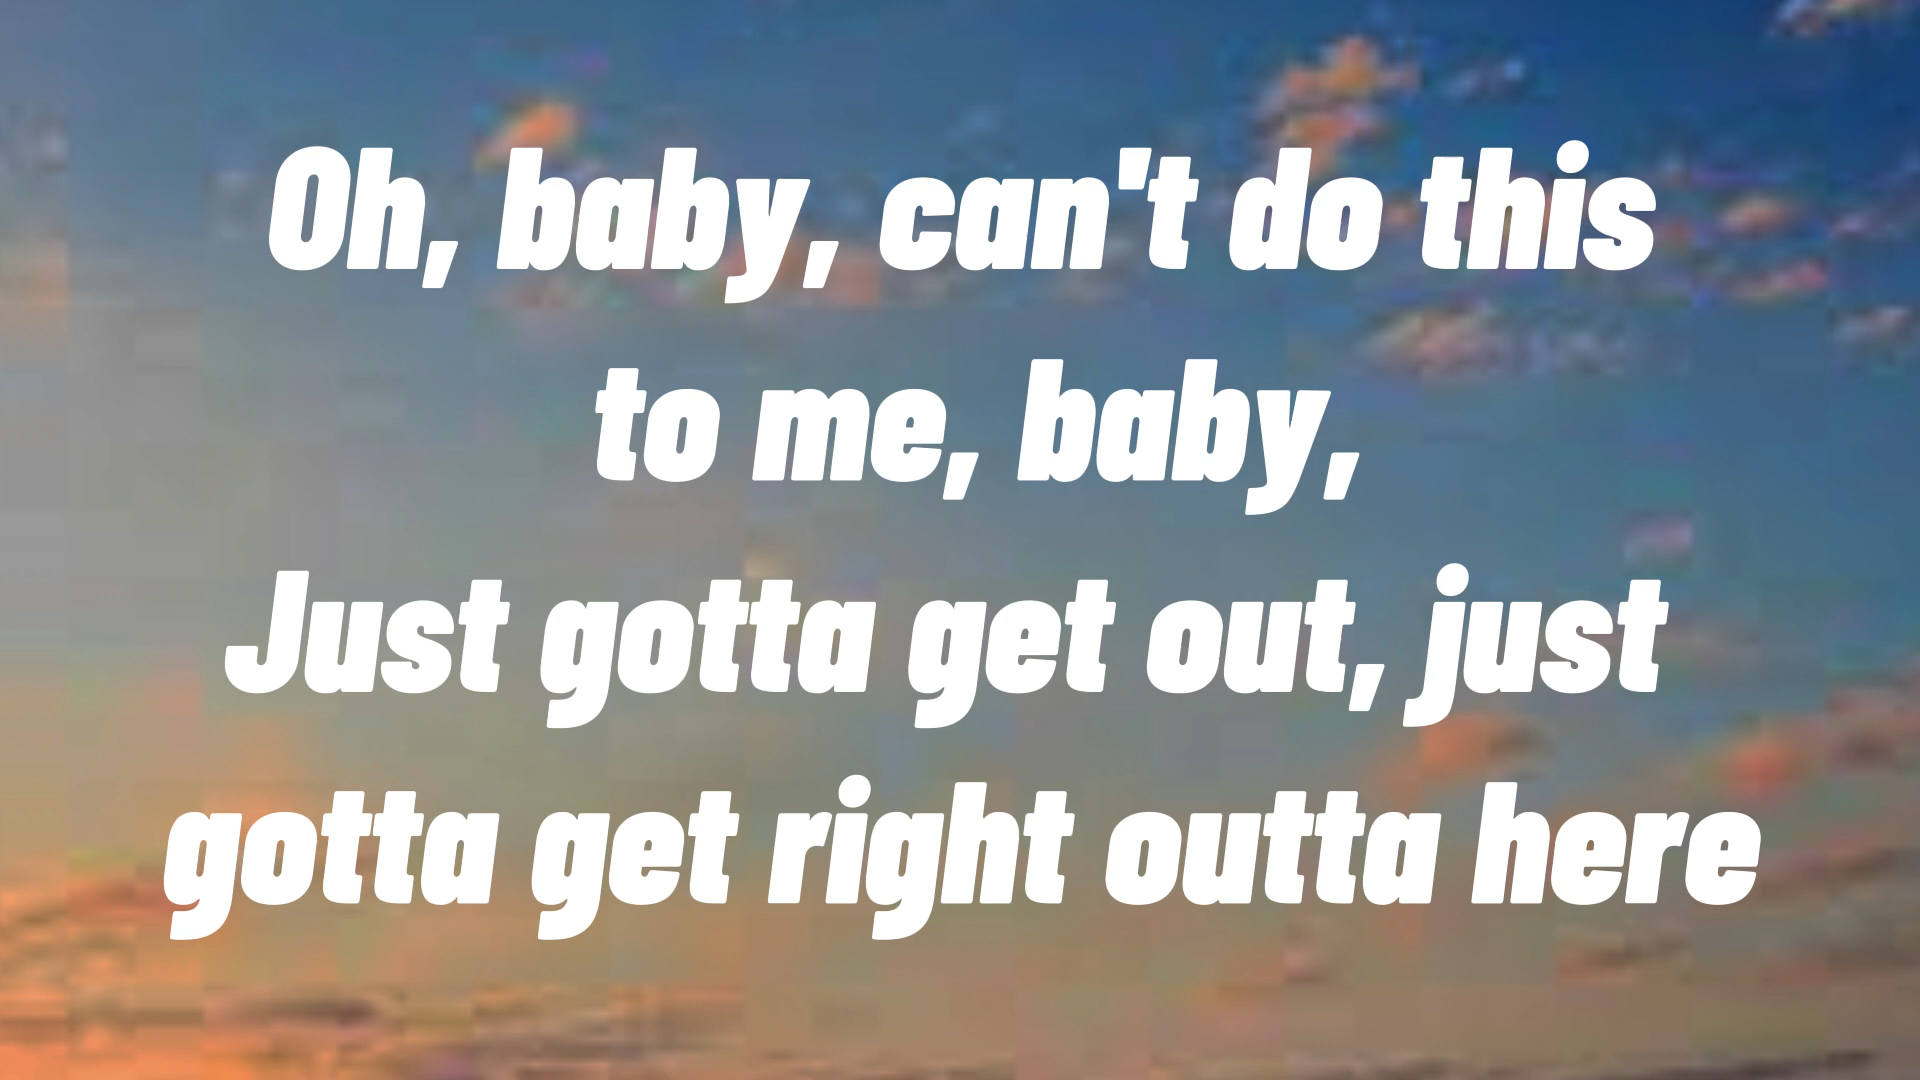 Oh, baby, can't do this
to me, baby,
Just gotta get out, just
gotta get right outta here